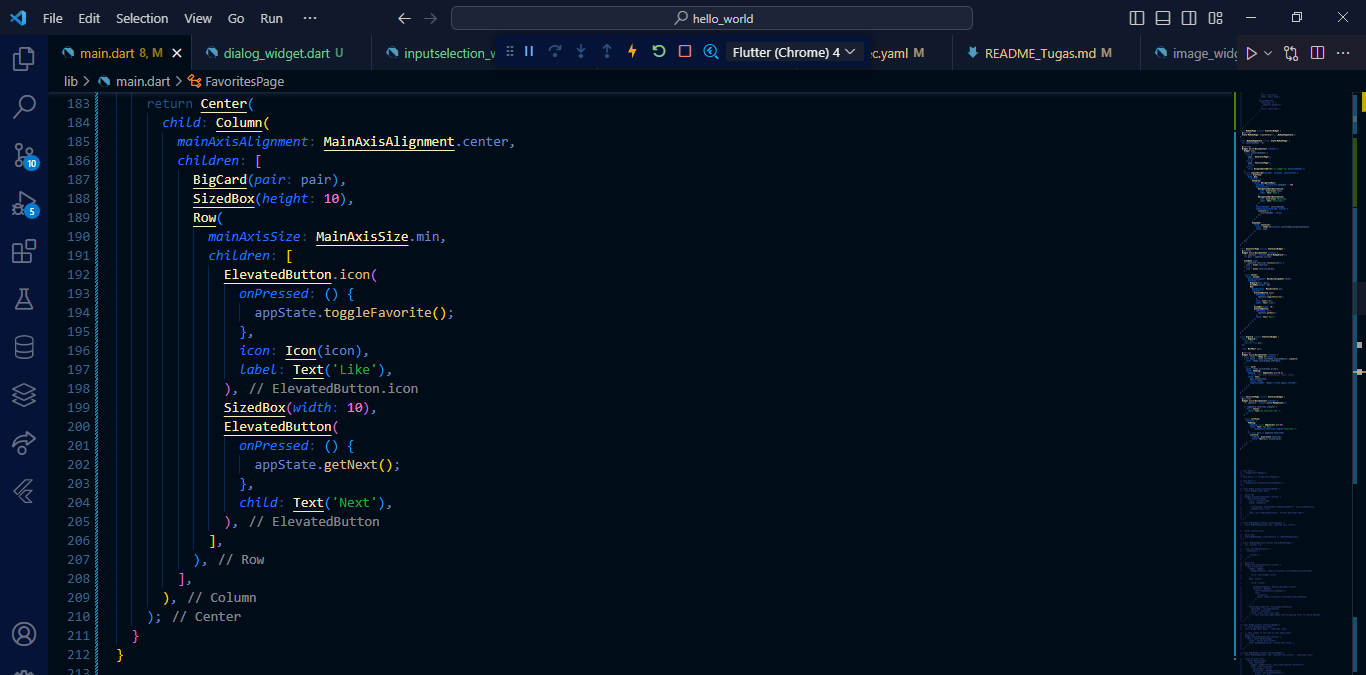 File Edit Selection View Go Run ··· hello_world
main.dart 8, M dialog_widget.dart U inputselection_w Flutter (Chrome) 4 ec.yaml M README_Tugas.md M image_widg
lib > main.dart > FavoritesPage
183 return Center(
184 child: Column(
185 mainAxisAlignment: MainAxisAlignment.center,
186 children: [
187 BigCard(pair: pair),
188 SizedBox(height: 10),
189 Row(
190 mainAxisSize: MainAxisSize.min,
191 children: [
192 ElevatedButton.icon(
193 onPressed: () {
194 appState.toggleFavorite();
195 },
196 icon: Icon(icon),
197 label: Text('Like'),
198 ), // ElevatedButton.icon
199 SizedBox(width: 10),
200 ElevatedButton(
201 onPressed: () {
202 appState.getNext();
203 },
204 child: Text('Next'),
205 ), // ElevatedButton
206 ],
207 ), // Row
208 ],
209 ), // Column
210 ); // Center
211 }
212 }
213
10
5